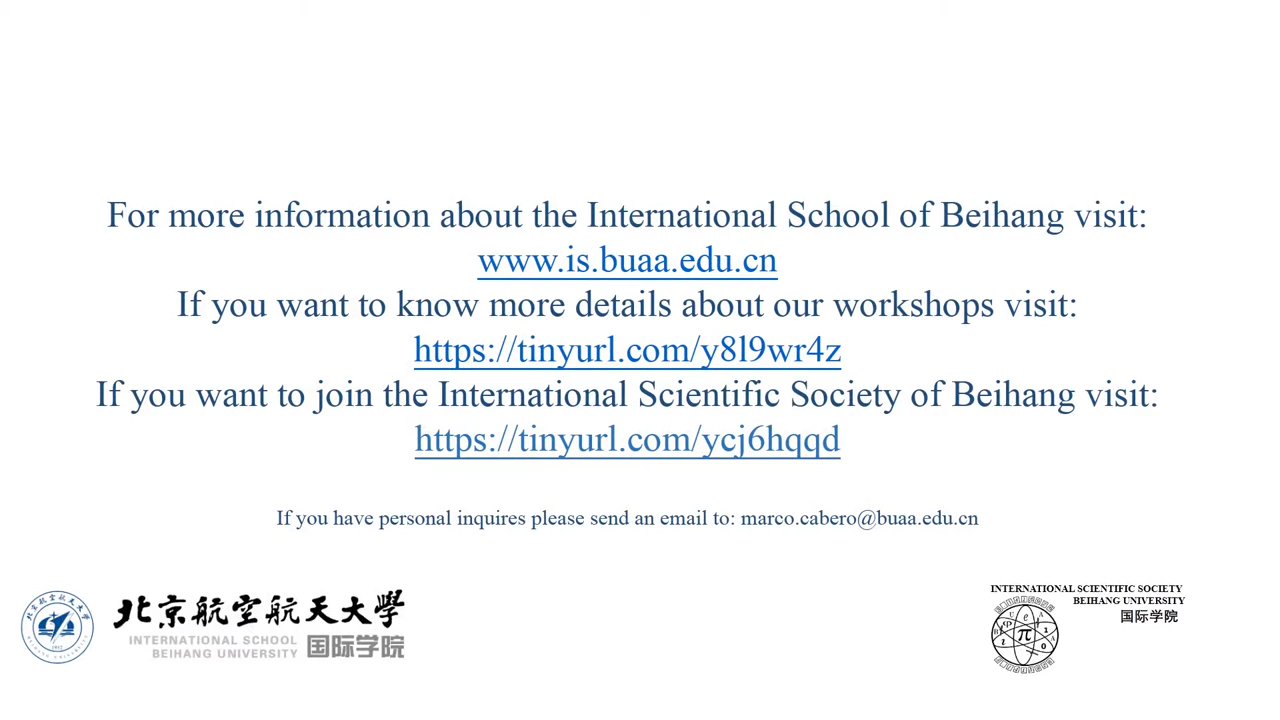 For more information about the International School of Beihang visit:
www.is.buaa.edu.cn
If you want to know more details about our workshops visit:
https://tinyurl.com/y8l9wr4z
If you want to join the International Scientific Society of Beihang visit:
https://tinyurl.com/ycj6hqqd
If you have personal inquires please send an email to: marco.cabero@buaa.edu.cn
北京航空航天大學
INTERNATIONAL SCHOOL
BEIHANG UNIVERSITY
国际学院
INTERNATIONAL SCIENTIFIC SOCIETY
BEIHANG UNIVERSITY
国际学院